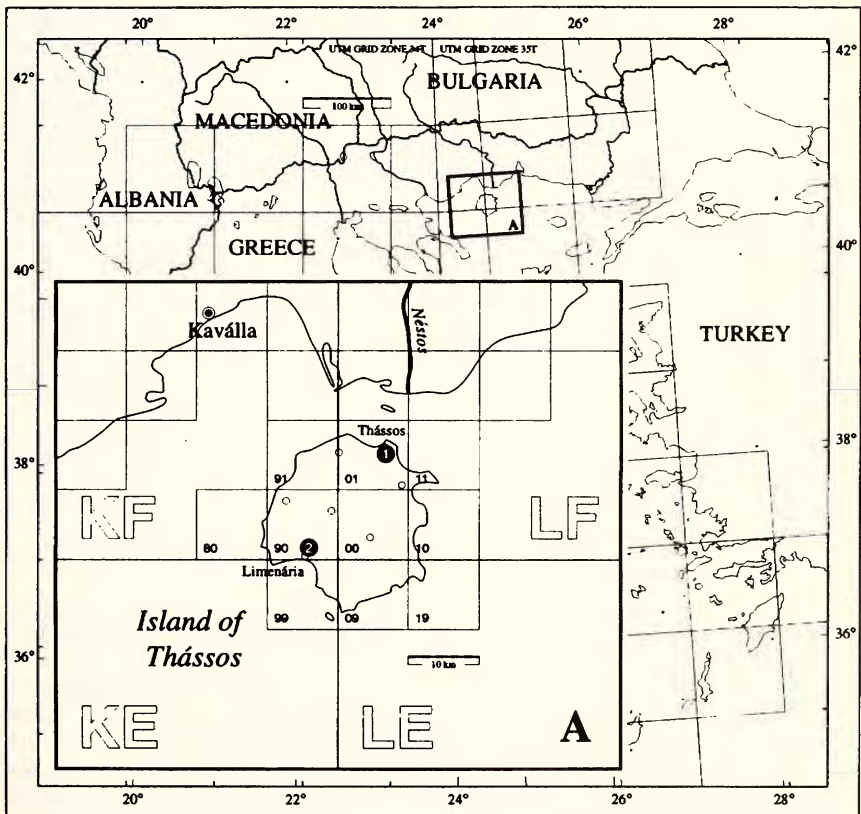 20° 22° 24° 26° 28°
UTM GRID ZONE 34T UTM GRID ZONE 35T
42° 42°
BULGARIA
100 km
MACEDONIA
ALBANIA
A
GREECE
40° 40°
Kaválla
Néstos
TURKEY
Thássos
1
38° 38°
91 01 11
KF LF
2
80 90 00 10
Limenária
99 09 19
Island of
Thássos
36° 36°
10 km
KE LE A
20° 22° 24° 26° 28°